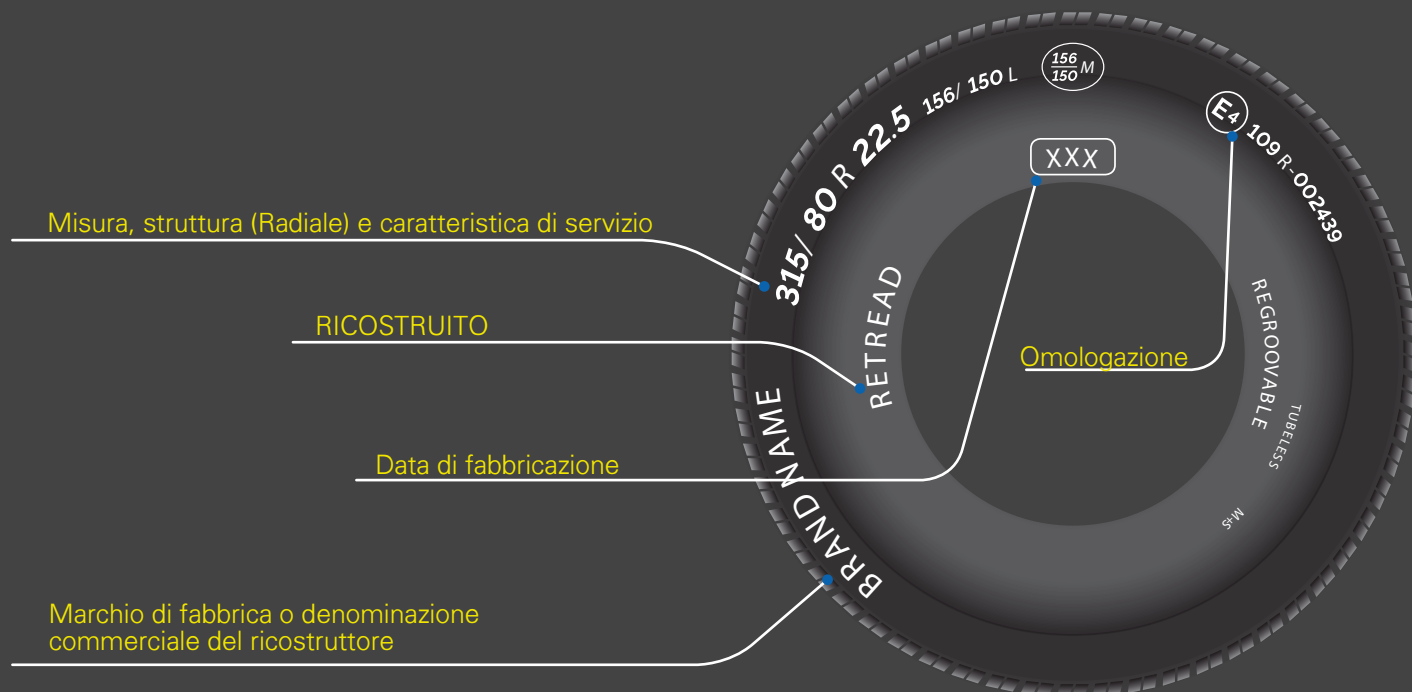 Misura, struttura (Radiale) e caratteristica di servizio
RICOSTRUITO
Data di fabbricazione
Marchio di fabbrica o denominazione
commerciale del ricostruttore
Omologazione
315/ 80 R 22.5 156/ 150 L
156
150 M
E4 109 R-002439
XXX
RETREAD
BRAND NAME
REGROOVABLE
TUBELESS
M+S